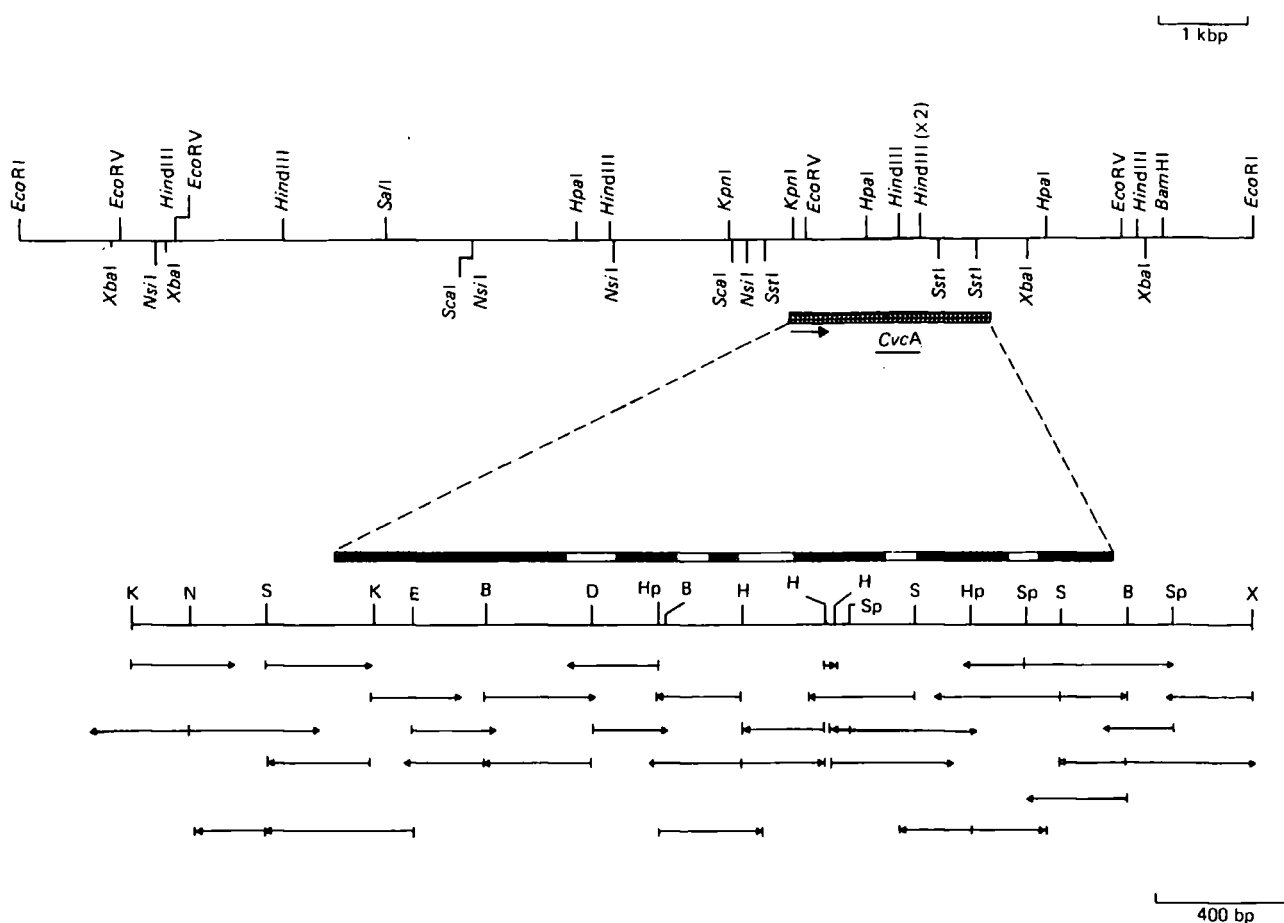 1 kbp
EcoRI EcoRV HindIII EcoRV HindIII SalI HpaI HindIII KpnI KpnI EcoRV HpaI HindIII HindIII (×2) HpaI EcoRV HindIII BamHI EcoRI
XbaI NsiI XbaI ScaI NsiI NsiI ScaI NsiI SstI SstI SstI XbaI XbaI
CvcA
K N S K E B D Hp B H H H Sp S Hp Sp S B Sp X
400 bp